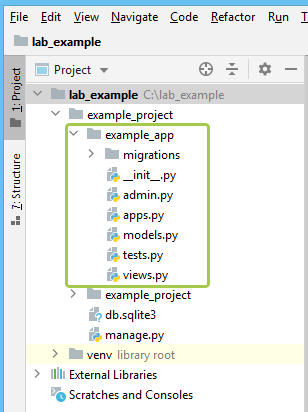 File Edit View Navigate Code Refactor Run
lab_example
Project
lab_example C:\lab_example
example_project
example_app
migrations
__init__.py
admin.py
apps.py
models.py
tests.py
views.py
example_project
db.sqlite3
manage.py
venv library root
External Libraries
Scratches and Consoles
1: Project
7: Structure